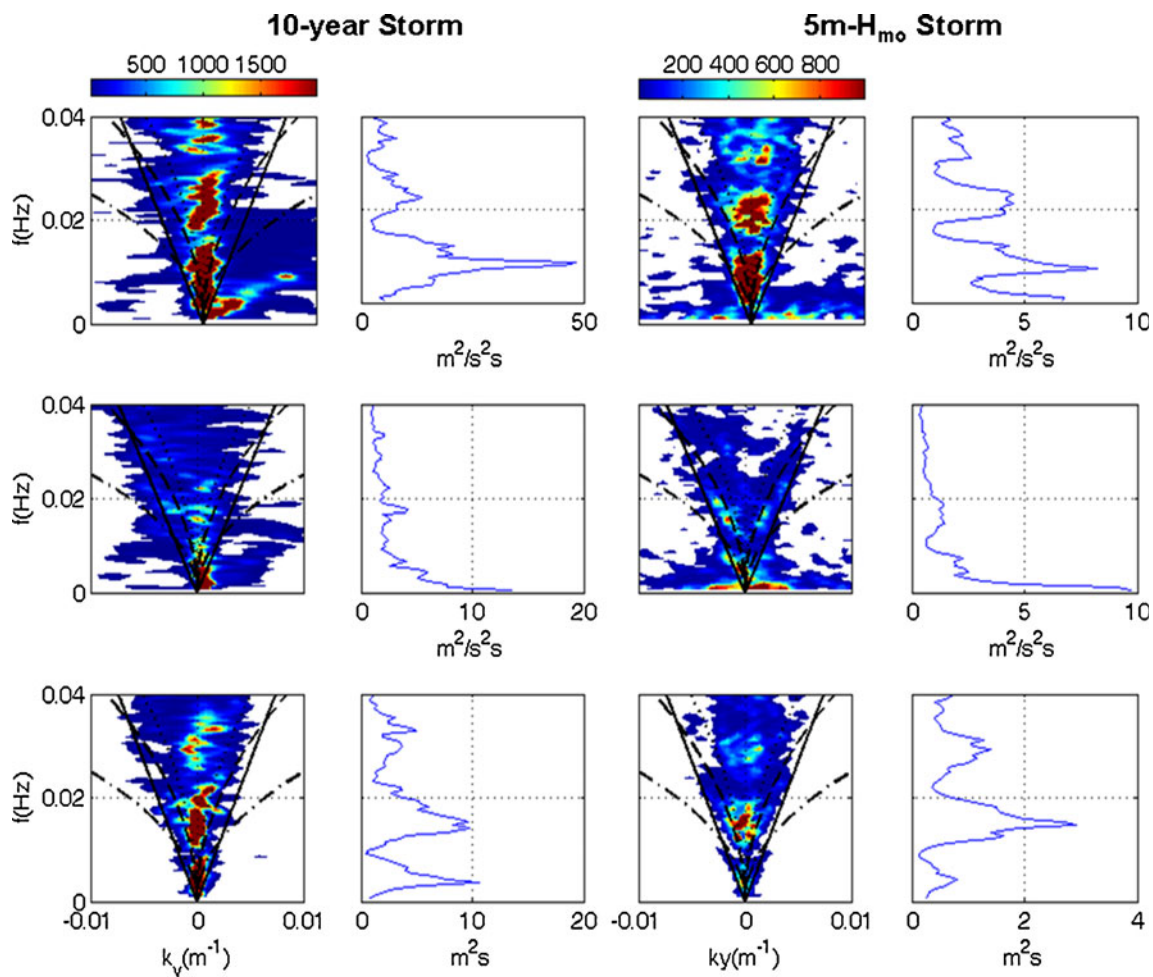 10-year Storm
5m-Hmo Storm
500 1000 1500
200 400 600 800
0.04
0.02
0
f(Hz)
0 50
m²/s²s
0 5 10
m²/s²s
0.04
0.02
0
f(Hz)
0 10 20
m²/s²s
0 5 10
m²/s²s
0.04
0.02
0
f(Hz)
-0.01 0 0.01
ky(m⁻¹)
0 10 20
m²s
-0.01 0 0.01
ky(m⁻¹)
0 2 4
m²s